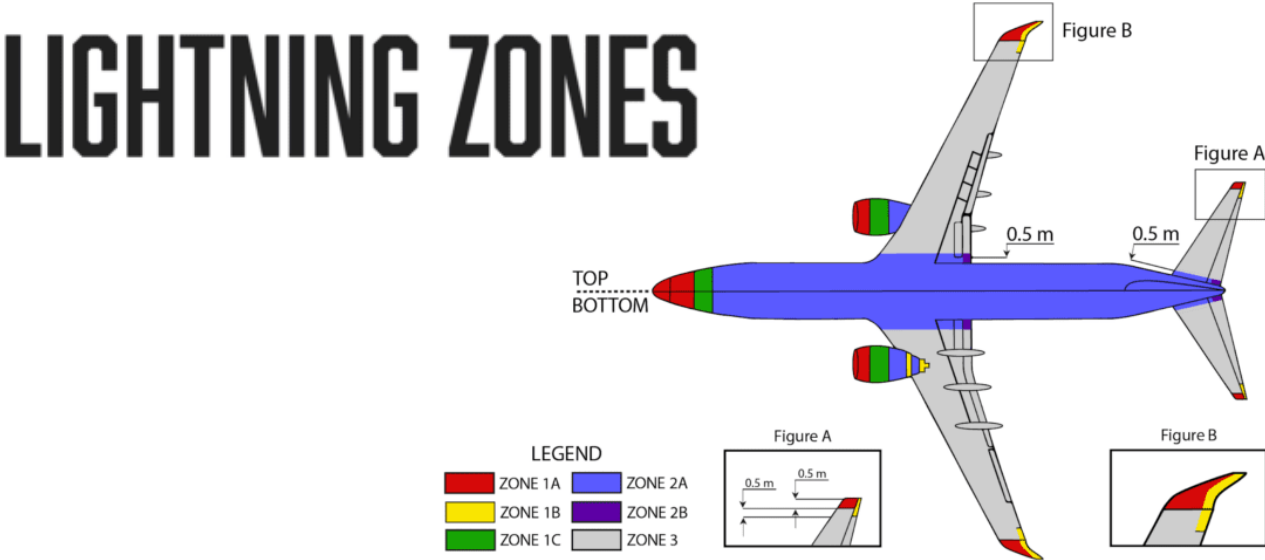 LIGHTNING ZONES
Figure B
Figure A
0.5 m
0.5 m
TOP
BOTTOM
LEGEND
ZONE 1A
ZONE 2A
ZONE 1B
ZONE 2B
ZONE 1C
ZONE 3
Figure A
0.5 m
0.5 m
Figure B